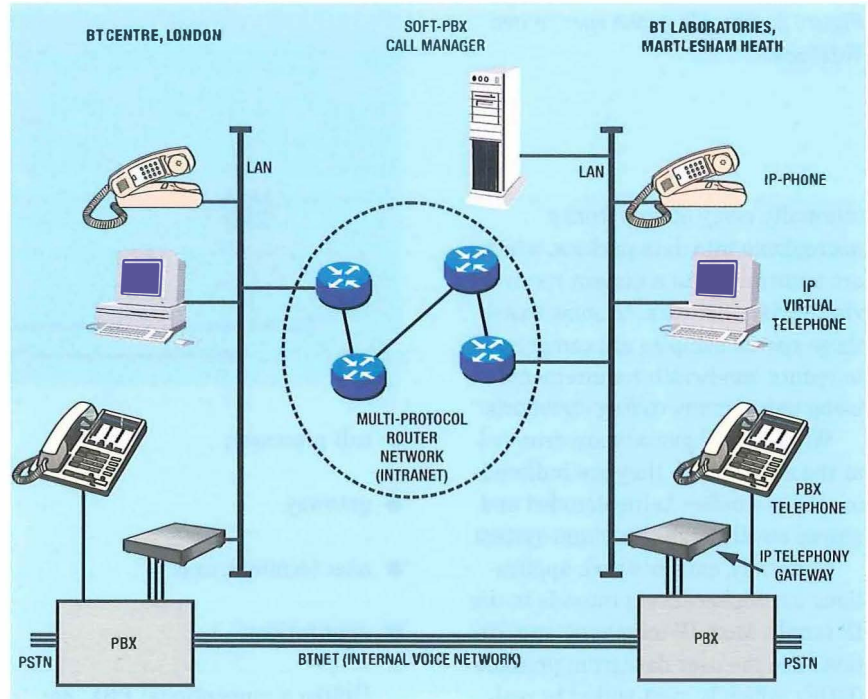 BT CENTRE, LONDON
SOFT-PBX
CALL MANAGER
BT LABORATORIES,
MARTLESHAM HEATH
LAN
LAN
IP-PHONE
IP
VIRTUAL
TELEPHONE
MULTI-PROTOCOL
ROUTER
NETWORK
(INTRANET)
PBX
TELEPHONE
IP TELEPHONY
GATEWAY
PBX
PBX
PSTN
BTNET (INTERNAL VOICE NETWORK)
PSTN